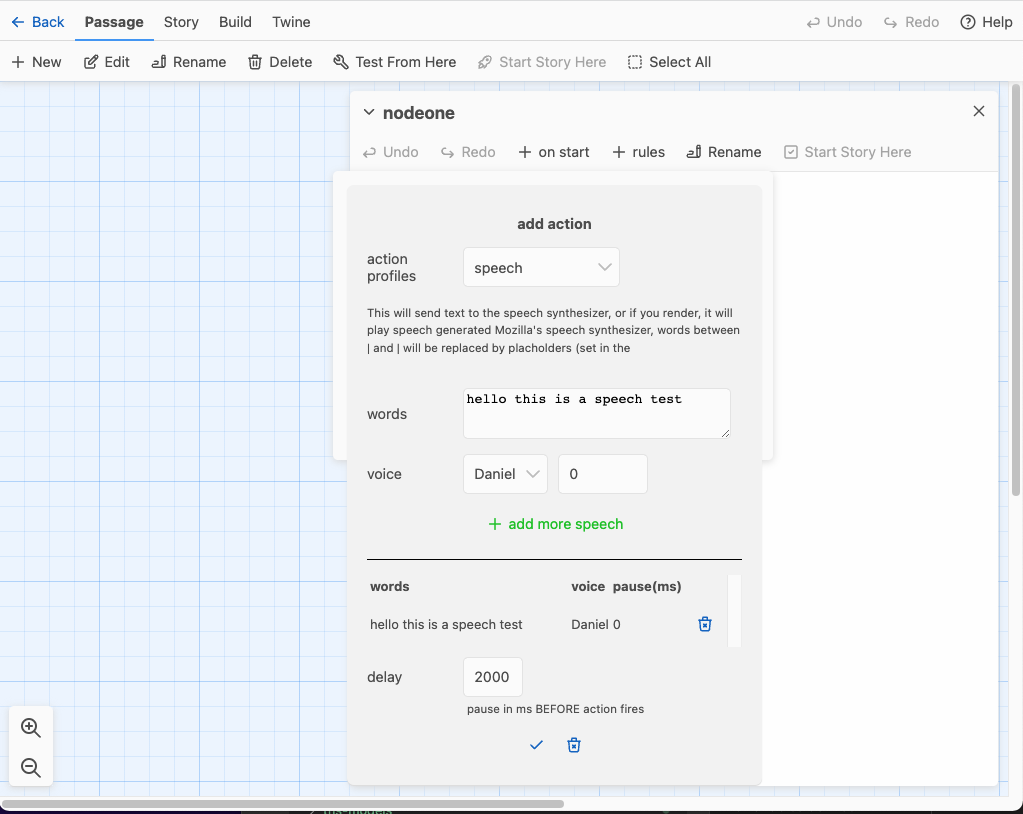 Back Passage Story Build Twine Undo Redo Help
New Edit Rename Delete Test From Here Start Story Here Select All
nodeone
Undo Redo on start rules Rename Start Story Here
add action
action
profiles
speech
This will send text to the speech synthesizer, or if you render, it will
play speech generated Mozilla's speech synthesizer, words between
| and | will be replaced by placholders (set in the
words
hello this is a speech test
voice Daniel 0
+ add more speech
words voice pause(ms)
hello this is a speech test Daniel 0
delay 2000
pause in ms BEFORE action fires